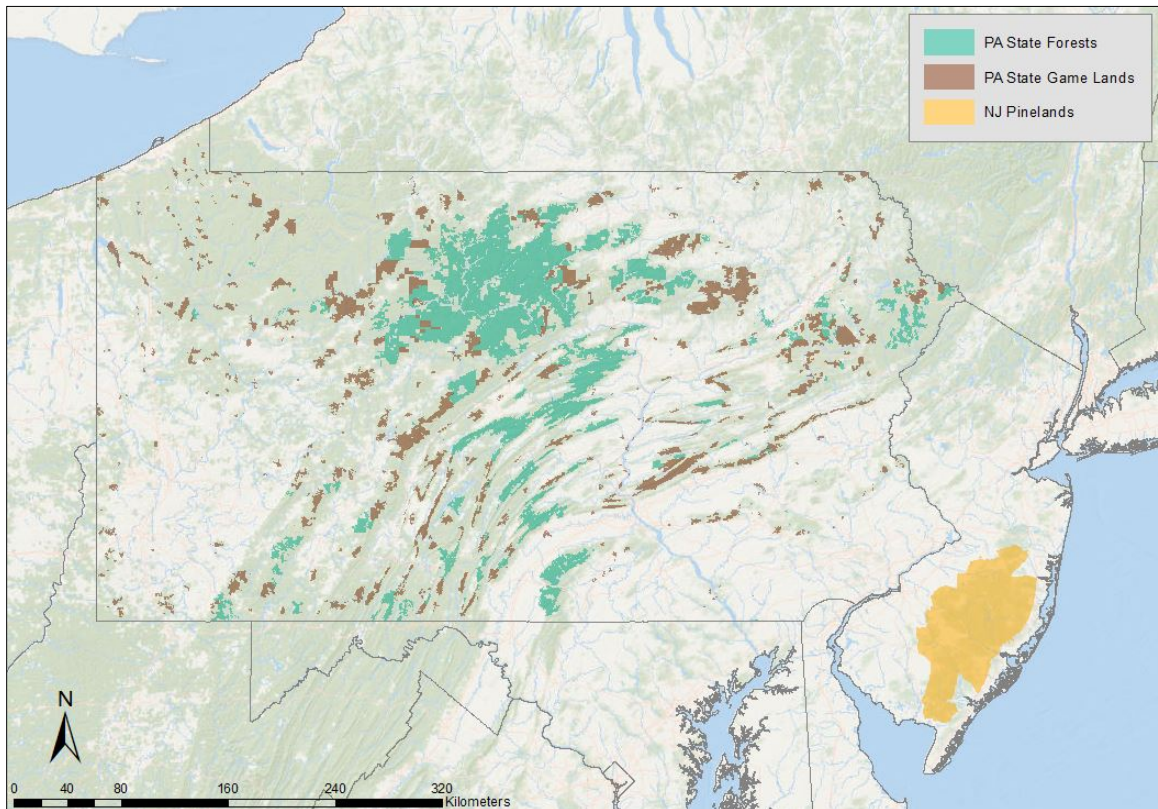 PA State Forests
PA State Game Lands
NJ Pinelands
N
0 40 80 160 240 320
Kilometers